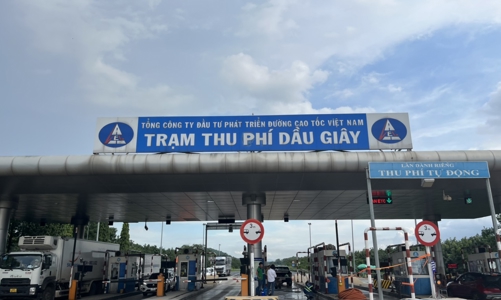 TỔNG CÔNG TY ĐẦU TƯ PHÁT TRIỂN ĐƯỜNG CAO TỐC VIỆT NAM
TRẠM THU PHÍ DẦU GIÂY
LÀN DÀNH RIÊNG
THU PHÍ TỰ ĐỘNG